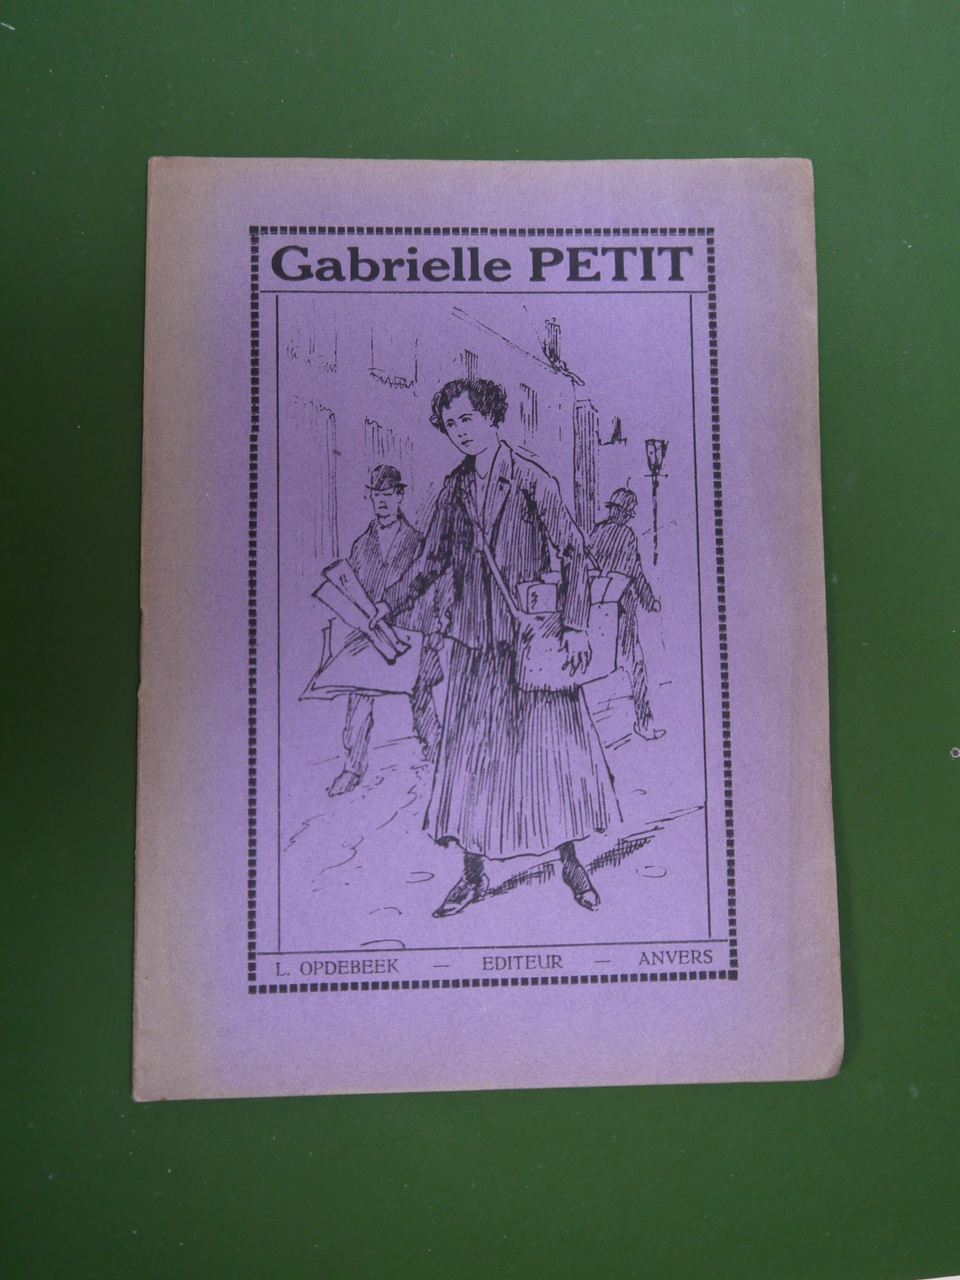 Gabrielle PETIT
L. OPDEBEEK — EDITEUR — ANVERS